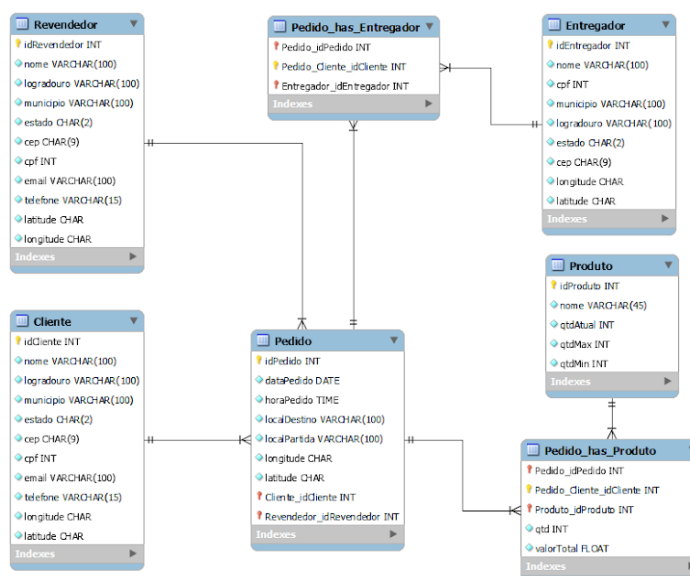 Revendedor
idRevendedor INT
nome VARCHAR(100)
logradouro VARCHAR(100)
municipio VARCHAR(100)
estado CHAR(2)
cep CHAR(9)
cpf INT
email VARCHAR(100)
telefone VARCHAR(15)
latitude CHAR
longitude CHAR
Indexes
Pedido_has_Entregador
Pedido_idPedido INT
Pedido_Cliente_idCliente INT
Entregador_idEntregador INT
Indexes
Entregador
idEntregador INT
nome VARCHAR(100)
cpf INT
municipio VARCHAR(100)
logradouro VARCHAR(100)
estado CHAR(2)
cep CHAR(9)
longitude CHAR
latitude CHAR
Indexes
Cliente
idCliente INT
nome VARCHAR(100)
logradouro VARCHAR(100)
municipio VARCHAR(100)
estado CHAR(2)
cep CHAR(9)
cpf INT
email VARCHAR(100)
telefone VARCHAR(15)
longitude CHAR
latitude CHAR
Indexes
Pedido
idPedido INT
dataPedido DATE
horaPedido TIME
localDestino VARCHAR(100)
localPartida VARCHAR(100)
longitude CHAR
latitude CHAR
Cliente_idCliente INT
Revendedor_idRevendedor INT
Indexes
Produto
idProduto INT
nome VARCHAR(45)
qtdAtual INT
qtdMax INT
qtdMin INT
Indexes
Pedido_has_Produto
Pedido_idPedido INT
Pedido_Cliente_idCliente INT
Produto_idProduto INT
qtd INT
valorTotal FLOAT
Indexes